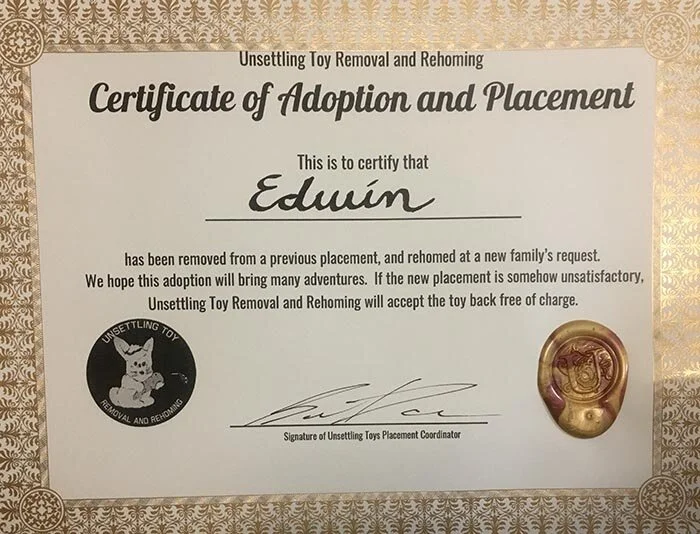 Unsettling Toy Removal and Rehoming
Certificate of Adoption and Placement
This is to certify that
Edwin
has been removed from a previous placement, and rehomed at a new family's request.
We hope this adoption will bring many adventures. If the new placement is somehow unsatisfactory,
Unsettling Toy Removal and Rehoming will accept the toy back free of charge.
UNSETTLING TOY
REMOVAL AND REHOMING
Signature of Unsettling Toys Placement Coordinator